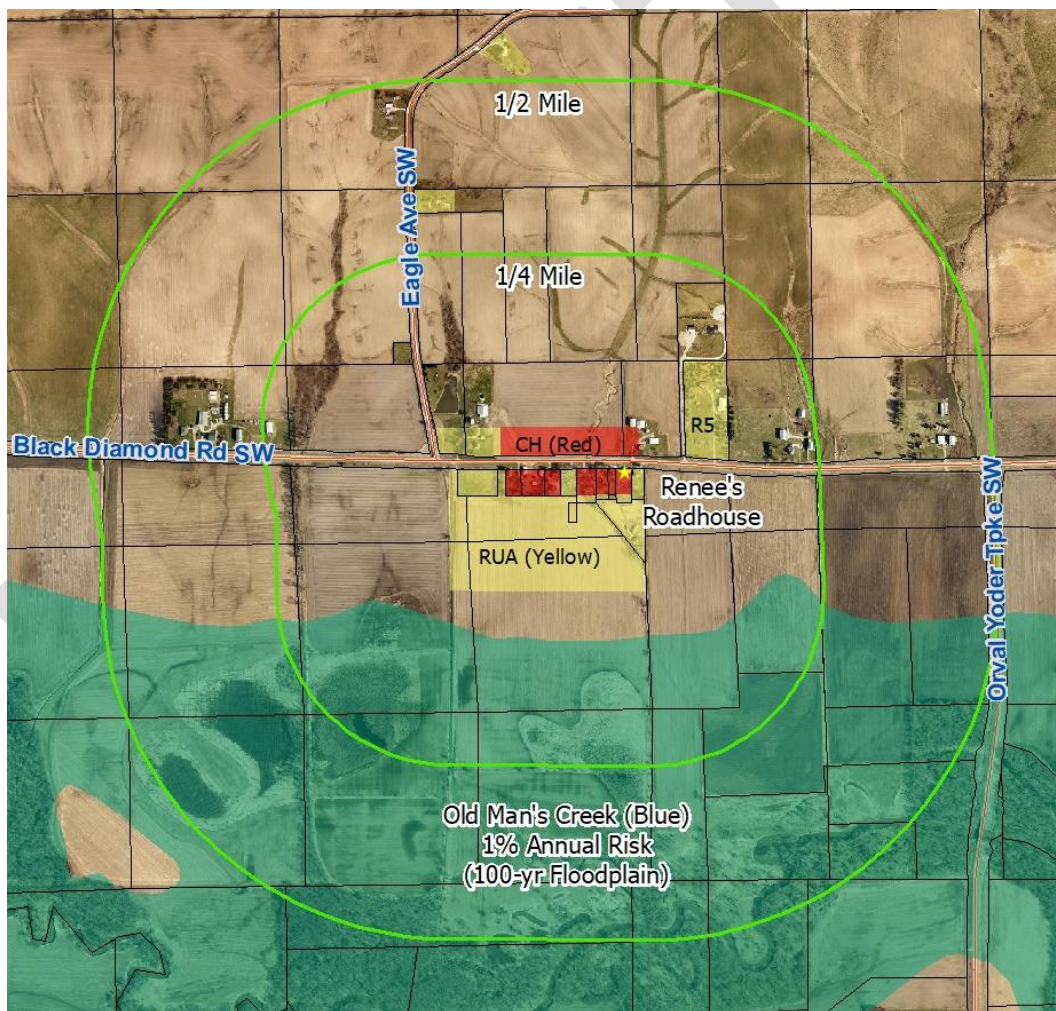 1/2 Mile
Eagle Ave SW
1/4 Mile
Black Diamond Rd SW
CH (Red)
R5
Renee's
Roadhouse
RUA (Yellow)
Orval Yoder Tpke SW
Old Man's Creek (Blue)
1% Annual Risk
(100-yr Floodplain)